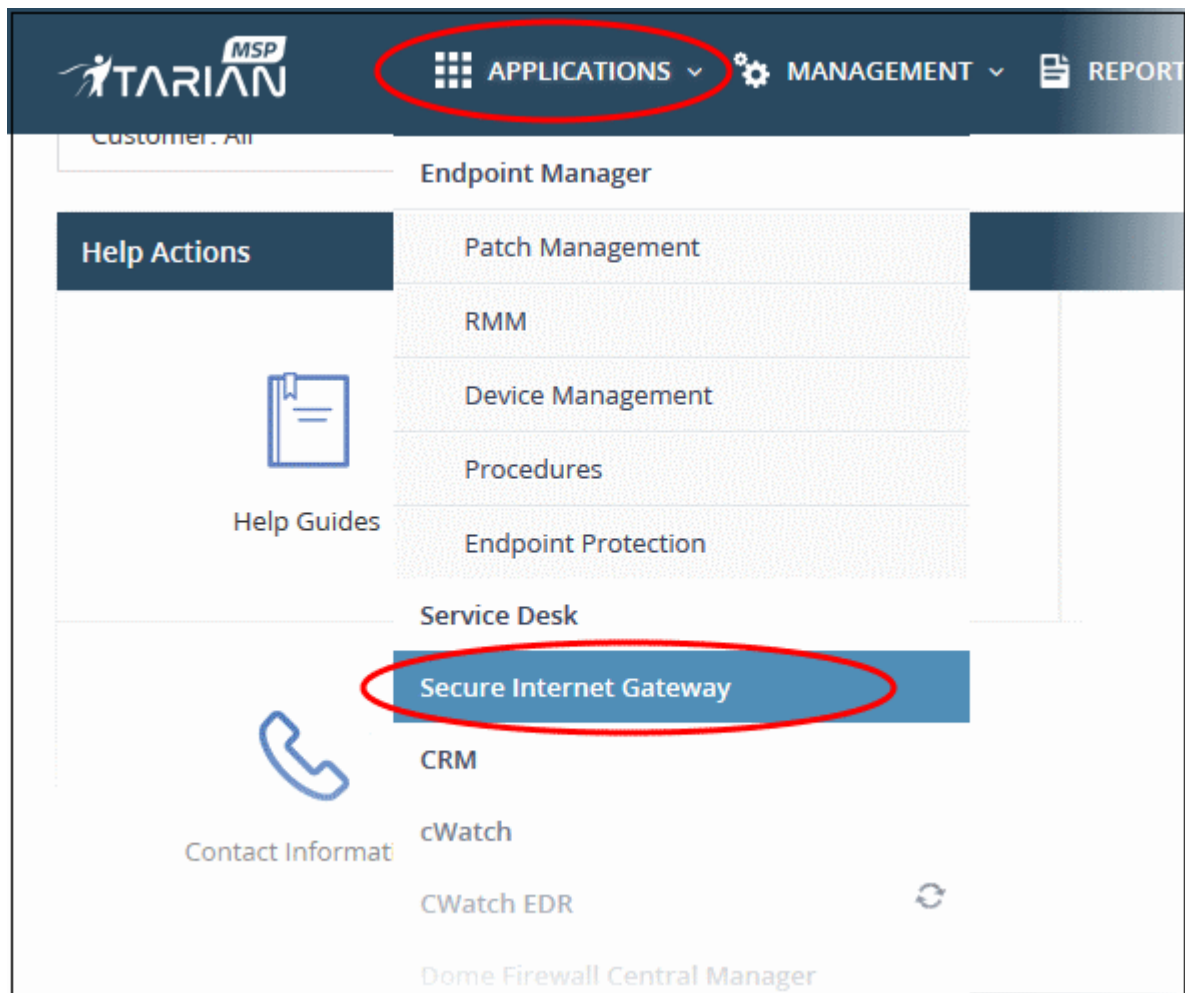 ITARIAN MSP
APPLICATIONS
MANAGEMENT
REPORT
Customer: All
Endpoint Manager
Help Actions
Patch Management
RMM
Device Management
Procedures
Help Guides
Endpoint Protection
Service Desk
Secure Internet Gateway
CRM
cWatch
Contact Informati
CWatch EDR
Dome Firewall Central Manager